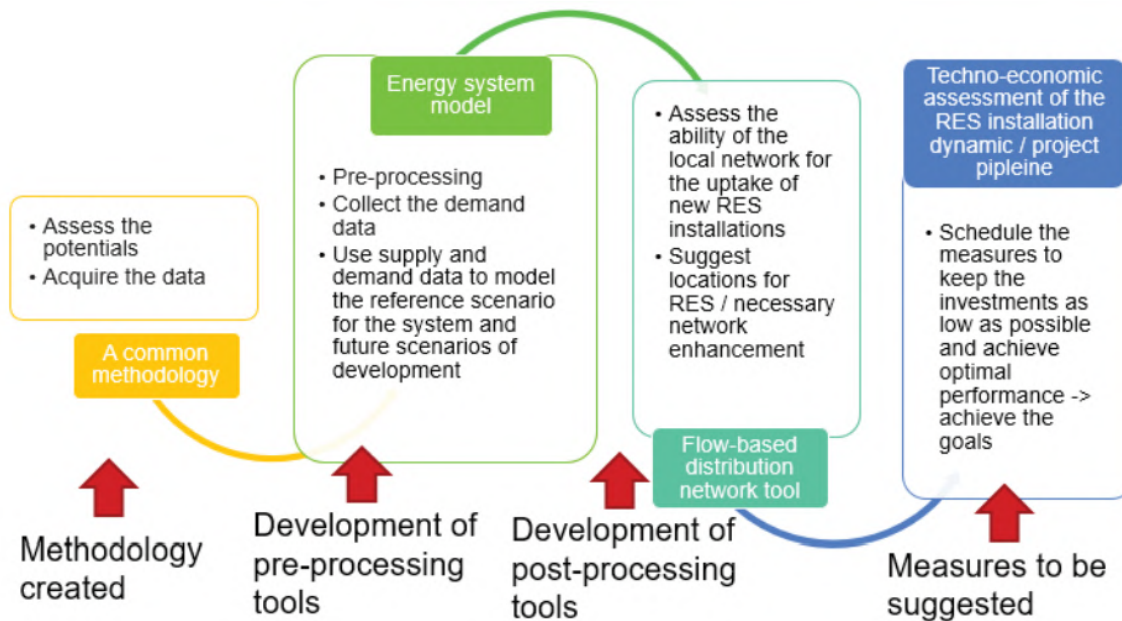 • Assess the
potentials
• Acquire the data
A common
methodology
Energy system
model
• Pre-processing
• Collect the demand
data
• Use supply and
demand data to model
the reference scenario
for the system and
future scenarios of
development
• Assess the
ability of the
local network for
the uptake of
new RES
installations
• Suggest
locations for
RES / necessary
network
enhancement
Flow-based
distribution
network tool
Techno-economic
assessment of the
RES installation
dynamic / project
pipleine
• Schedule the
measures to
keep the
investments as
low as possible
and achieve
optimal
performance ->
achieve the
goals
Methodology
created
Development of
pre-processing
tools
Development of
post-processing
tools
Measures to be
suggested